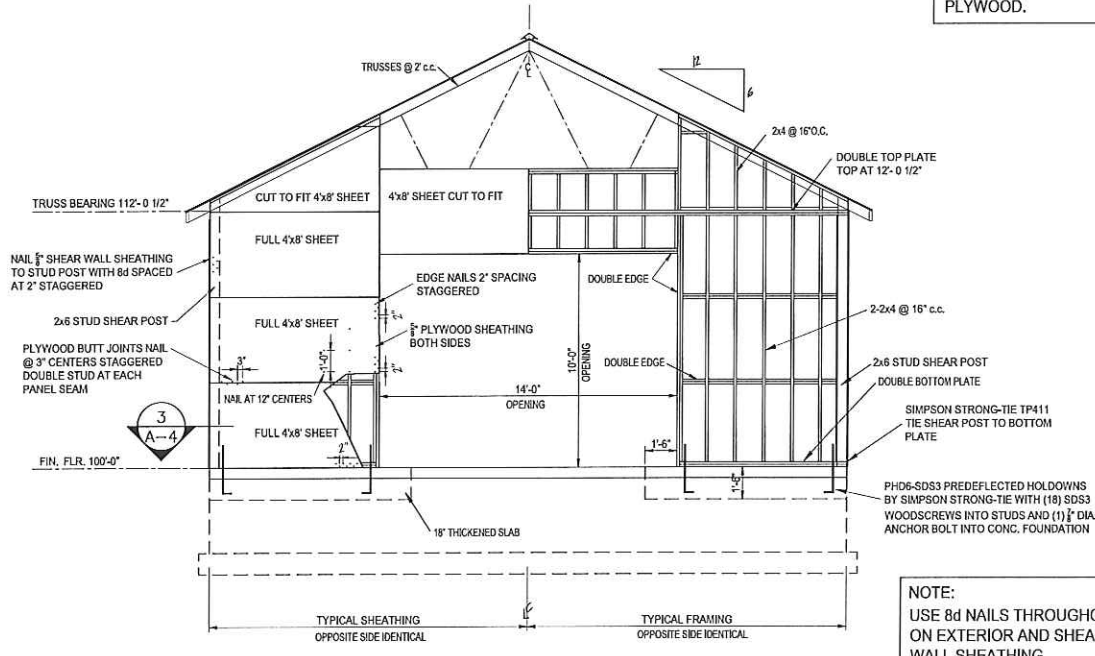 PLYWOOD.
TRUSSES @ 2' c.c.
C
L
12
6
2x4 @ 16"O.C.
DOUBLE TOP PLATE
TOP AT 12'- 0 1/2"
CUT TO FIT 4'x8' SHEET
4'x8' SHEET CUT TO FIT
TRUSS BEARING 112'- 0 1/2"
FULL 4'x8' SHEET
NAIL SHEAR WALL SHEATHING
TO STUD POST WITH 8d SPACED
AT 2" STAGGERED
EDGE NAILS 2" SPACING
STAGGERED
DOUBLE EDGE
2"
2x6 STUD SHEAR POST
FULL 4'x8' SHEET
PLYWOOD SHEATHING
BOTH SIDES
10'-0"
OPENING
2-2x4 @ 16" c.c.
PLYWOOD BUTT JOINTS NAIL
@ 3" CENTERS STAGGERED
DOUBLE STUD AT EACH
PANEL SEAM
3"
1'-0"
2"
DOUBLE EDGE
2x6 STUD SHEAR POST
14'-0"
OPENING
DOUBLE BOTTOM PLATE
NAIL AT 12" CENTERS
3
A-4
FULL 4'x8' SHEET
SIMPSON STRONG-TIE TP411
TIE SHEAR POST TO BOTTOM
PLATE
2"
1'-6"
FIN. FLR. 100'-0"
1'-6"
PHD6-SDS3 PREDEFLECTED HOLDOWNS
BY SIMPSON STRONG-TIE WITH (18) SDS3
WOODSCREWS INTO STUDS AND (1) DIA.
ANCHOR BOLT INTO CONC. FOUNDATION
18" THICKENED SLAB
C
L
TYPICAL SHEATHING
OPPOSITE SIDE IDENTICAL
TYPICAL FRAMING
OPPOSITE SIDE IDENTICAL
NOTE:
USE 8d NAILS THROUGHO
ON EXTERIOR AND SHEA
WALL SHEATHING